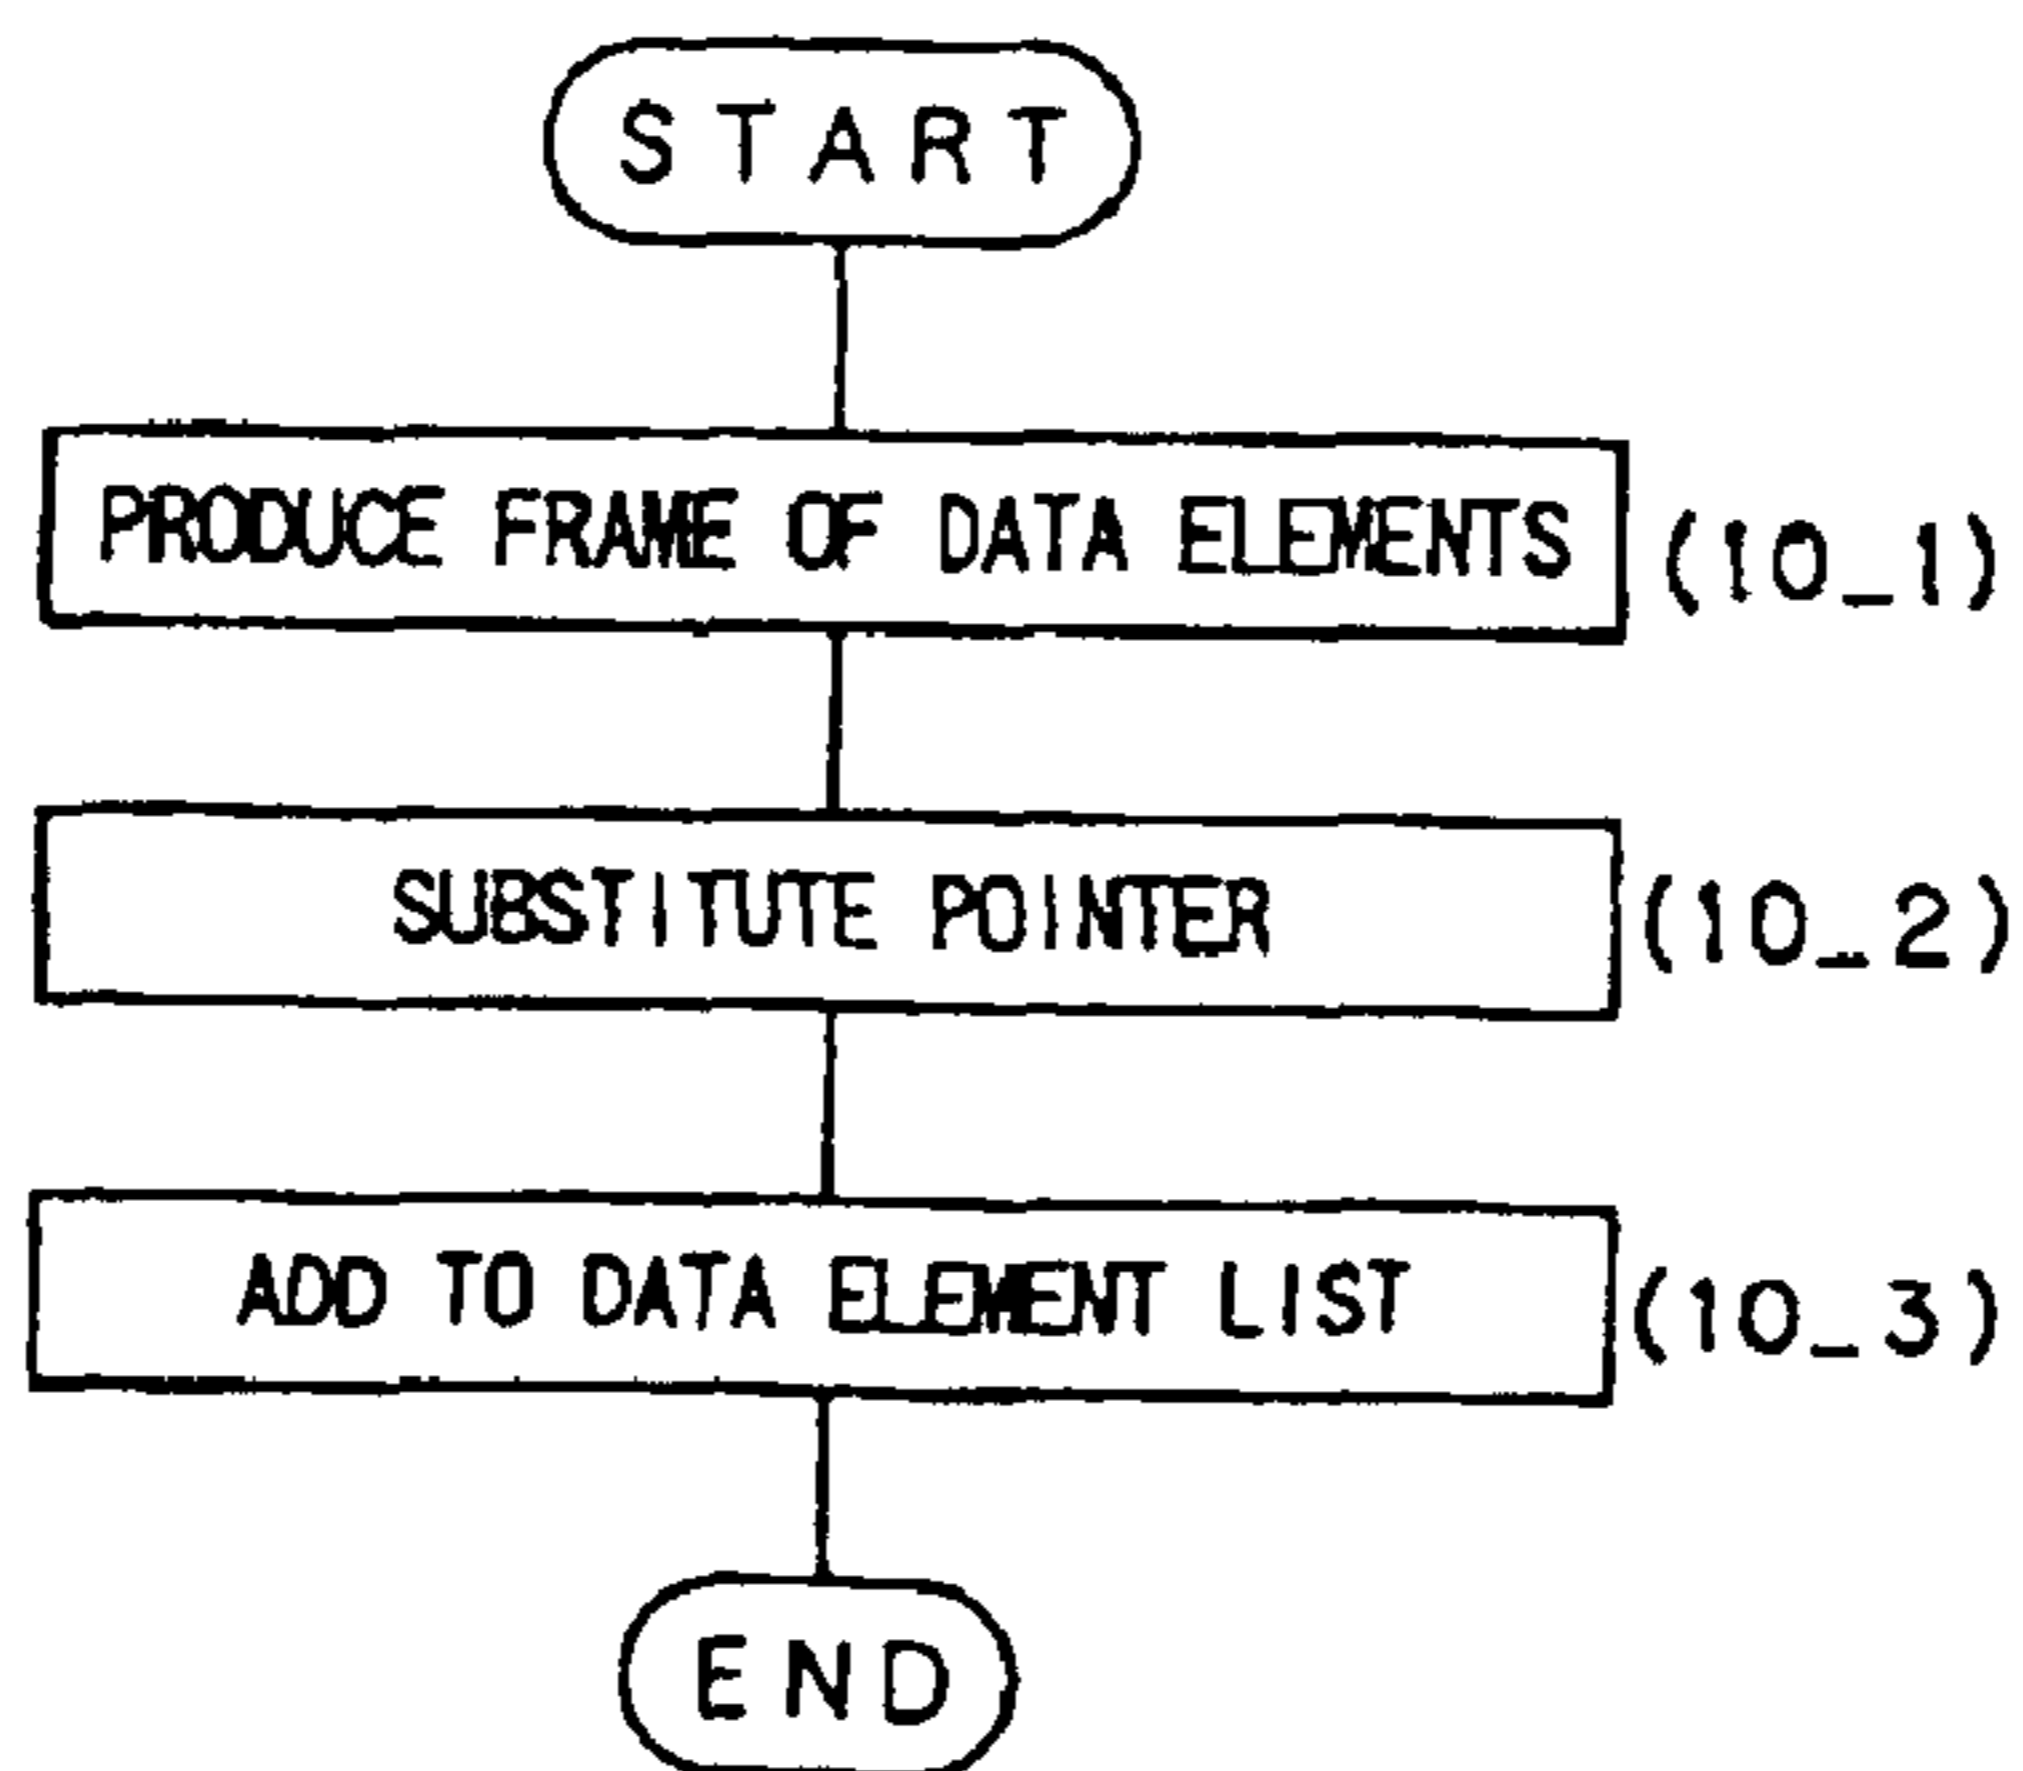 START
PRODUCE FRAME OF DATA ELEMENTS (10_1)
SUBSTITUTE POINTER (10_2)
ADD TO DATA ELEMENT LIST (10_3)
END